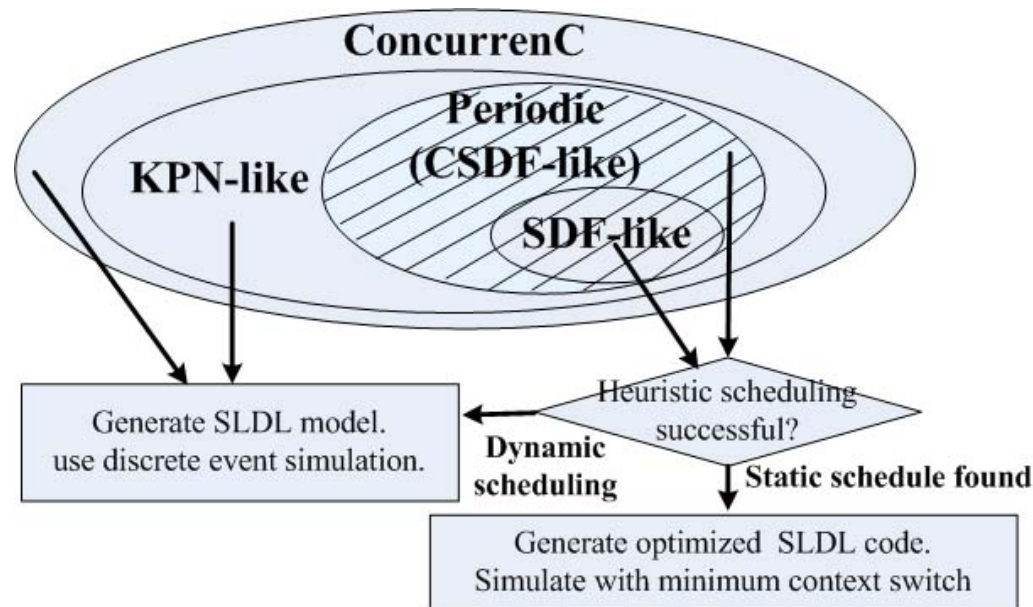 ConcurrenC
Periodic
(CSDF-like)
KPN-like
SDF-like
Heuristic scheduling
successful?
Generate SLDL model.
use discrete event simulation.
Dynamic
scheduling
Static schedule found
Generate optimized SLDL code.
Simulate with minimum context switch